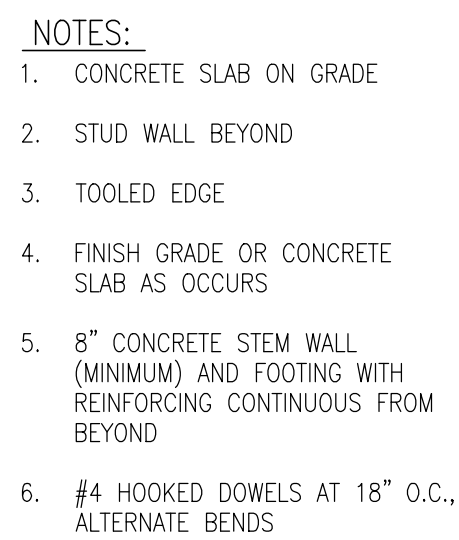 NOTES:
1. CONCRETE SLAB ON GRADE
2. STUD WALL BEYOND
3. TOOLED EDGE
4. FINISH GRADE OR CONCRETE
SLAB AS OCCURS
5. 8” CONCRETE STEM WALL
(MINIMUM) AND FOOTING WITH
REINFORCING CONTINUOUS FROM
BEYOND
6. #4 HOOKED DOWELS AT 18” O.C.,
ALTERNATE BENDS